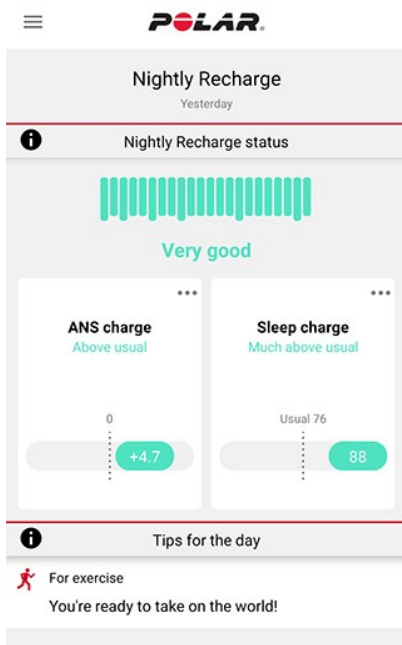 POLAR.
Nightly Recharge
Yesterday
Nightly Recharge status
Very good
ANS charge
Above usual
0
+4.7
Sleep charge
Much above usual
Usual 76
88
Tips for the day
For exercise
You're ready to take on the world!